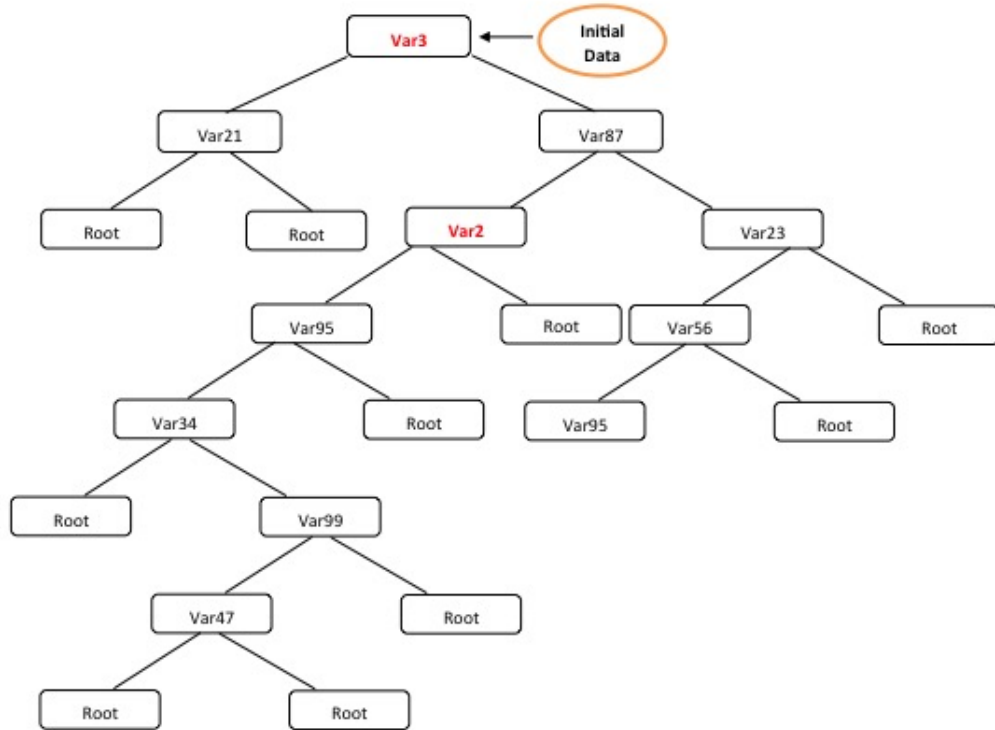 Var3
Initial
Data
Var21
Var87
Root
Root
Var2
Var23
Var95
Root
Var56
Root
Var34
Root
Var95
Root
Root
Var99
Var47
Root
Root
Root